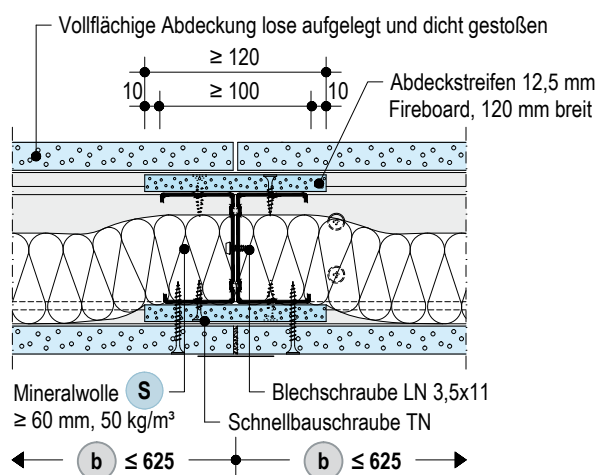 Vollflächige Abdeckung lose aufgelegt und dicht gestoßen
≥ 120
10 ≥ 100 10
Abdeckstreifen 12,5 mm
Fireboard, 120 mm breit
Mineralwolle S
≥ 60 mm, 50 kg/m³
Blechschraube LN 3,5x11
Schnellbauschraube TN
b ≤ 625 b ≤ 625